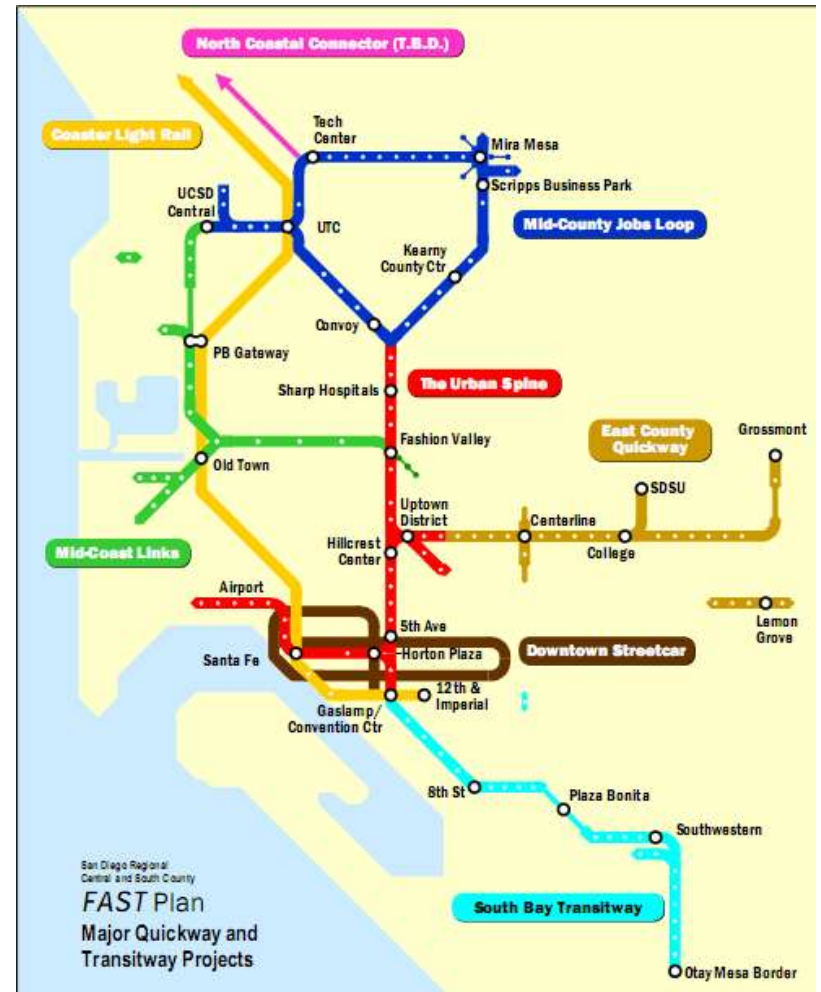 North Coastal Connector (T.B.D.)
Coaster Light Rail
Tech
Center
Mira Mesa
UCSD
Central
Scripps Business Park
UTC
Mid-County Jobs Loop
Kearny
County Ctr
Convoy
PB Gateway
Sharp Hospitals
The Urban Spine
East County
Quickway
Grossmont
Fashion Valley
Old Town
SDSU
Uptown
District
Centerline
Hillcrest
Center
College
Mid-Coast Links
Airport
Lemon
Grove
5th Ave
Santa Fe
Horton Plaza
Downtown Streetcar
12th &
Imperial
Gaslamp/
Convention Ctr
8th St
Plaza Bonita
Southwestern
San Diego Regional
Central and South County
FAST Plan
Major Quickway and
Transitway Projects
South Bay Transitway
Otay Mesa Border